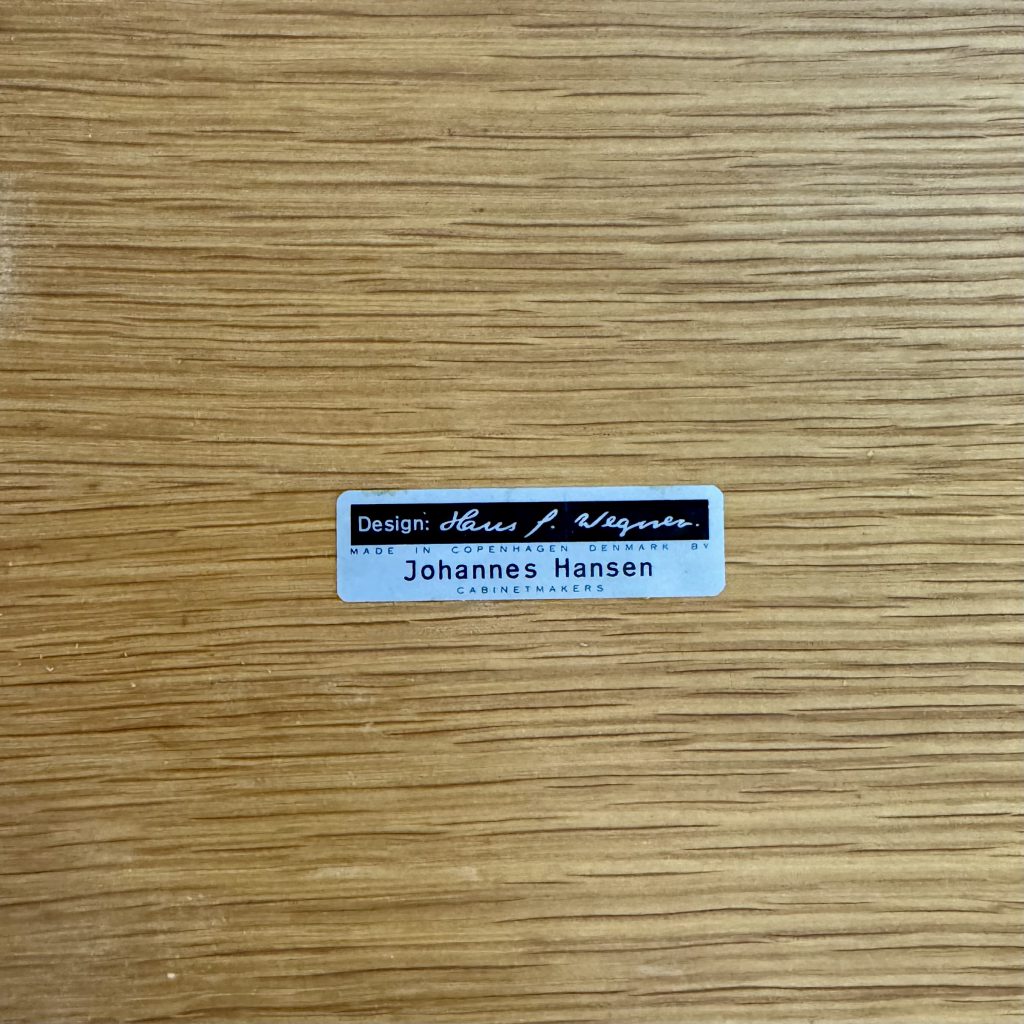 Design: Hans J. Wegner.
MADE IN COPENHAGEN DENMARK BY
Johannes Hansen
CABINETMAKERS